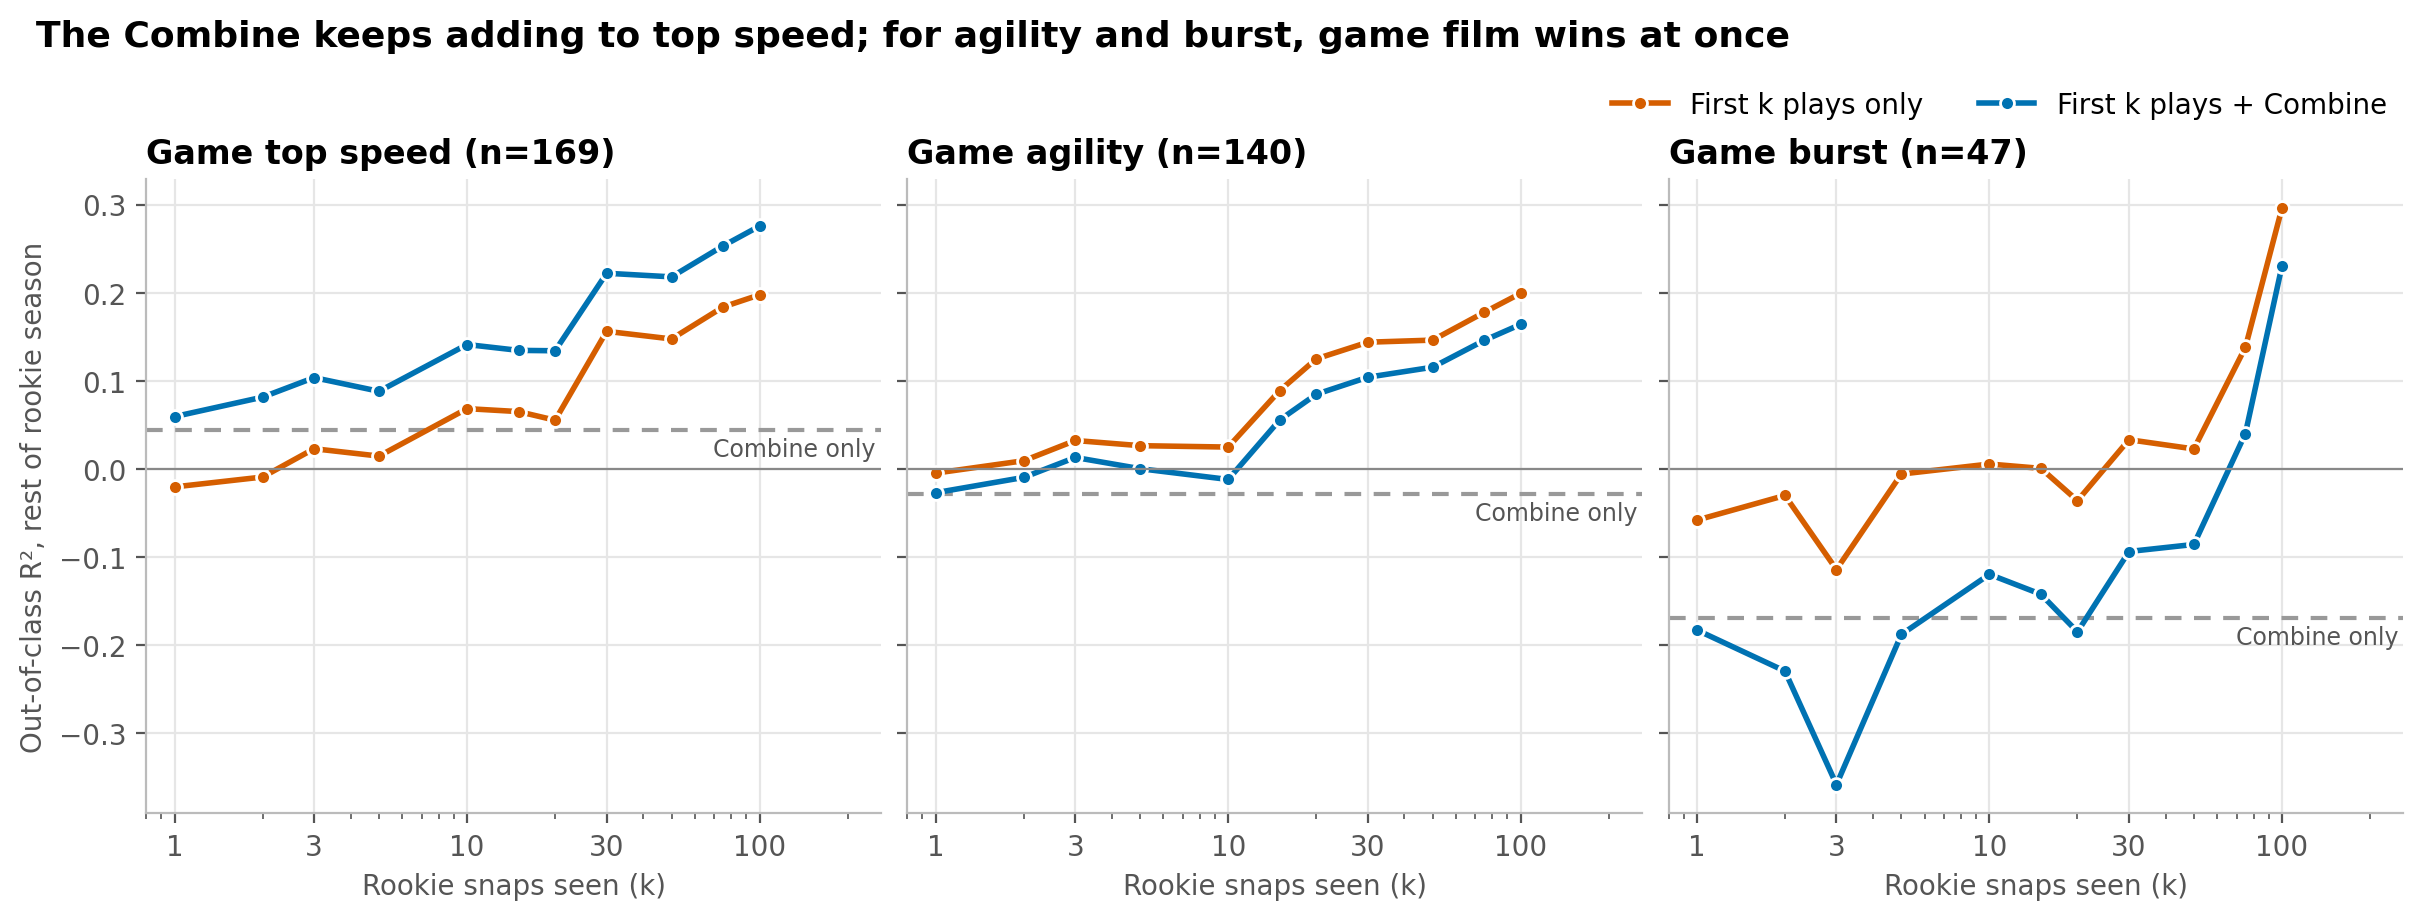 The Combine keeps adding to top speed; for agility and burst, game film wins at once
First k plays only
First k plays + Combine
Game top speed (n=169)
Game agility (n=140)
Game burst (n=47)
Out-of-class R², rest of rookie season
0.3
0.2
0.1
0.0
−0.1
−0.2
−0.3
Combine only
Combine only
Combine only
1 3 10 30 100
1 3 10 30 100
1 3 10 30 100
Rookie snaps seen (k)
Rookie snaps seen (k)
Rookie snaps seen (k)